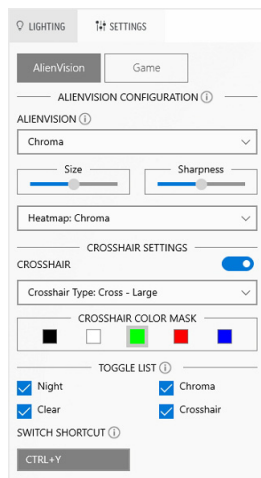 LIGHTING SETTINGS
AlienVision Game
ALIENVISION CONFIGURATION
ALIENVISION
Chroma
Size Sharpness
Heatmap: Chroma
CROSSHAIR SETTINGS
CROSSHAIR
Crosshair Type: Cross - Large
CROSSHAIR COLOR MASK
TOGGLE LIST
Night Chroma
Clear Crosshair
SWITCH SHORTCUT
CTRL+Y